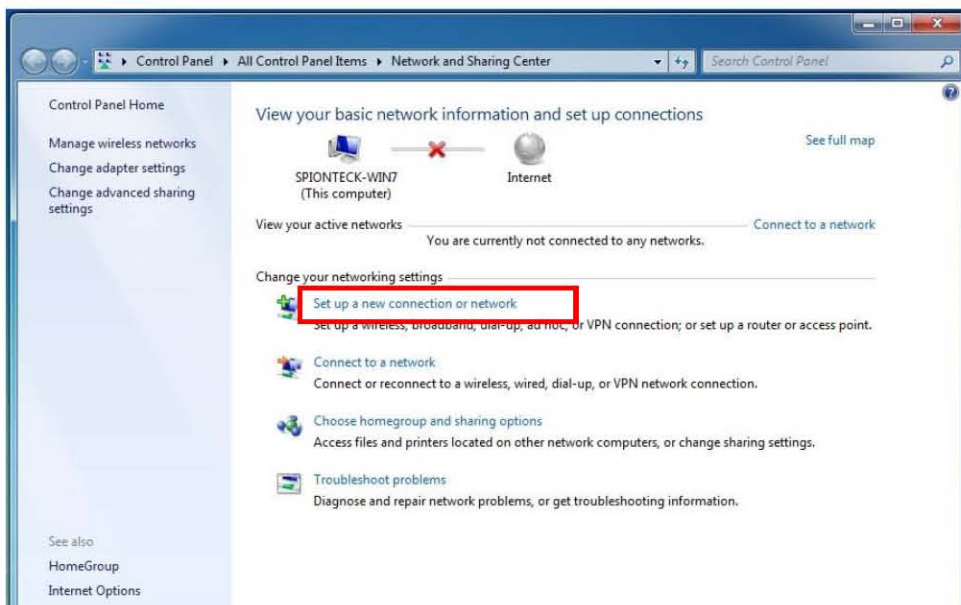 Control Panel ▸ All Control Panel Items ▸ Network and Sharing Center
Search Control Panel
Control Panel Home
Manage wireless networks
Change adapter settings
Change advanced sharing
settings
See also
HomeGroup
Internet Options
View your basic network information and set up connections
SPIONTECK-WIN7
(This computer)
Internet
See full map
View your active networks
Connect to a network
You are currently not connected to any networks.
Change your networking settings
Set up a new connection or network
Set up a wireless, broadband, dial-up, ad hoc, or VPN connection; or set up a router or access point.
Connect to a network
Connect or reconnect to a wireless, wired, dial-up, or VPN network connection.
Choose homegroup and sharing options
Access files and printers located on other network computers, or change sharing settings.
Troubleshoot problems
Diagnose and repair network problems, or get troubleshooting information.